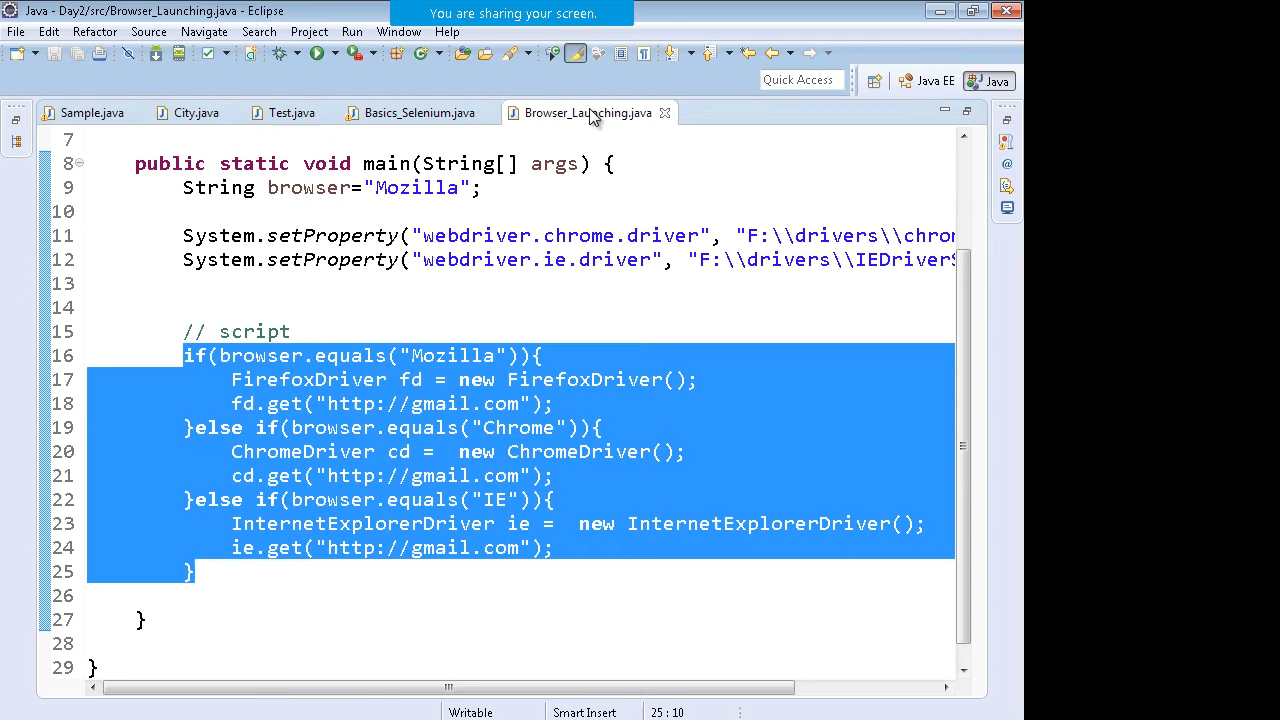 Java - Day2/src/Browser_Launching.java - Eclipse
You are sharing your screen.
File Edit Refactor Source Navigate Search Project Run Window Help
Quick Access
Java EE
Java
Sample.java
City.java
Test.java
Basics_Selenium.java
Browser_Launching.java
7
8 public static void main(String[] args) {
9 String browser="Mozilla";
10
11 System.setProperty("webdriver.chrome.driver", "F:\\drivers\\chro
12 System.setProperty("webdriver.ie.driver", "F:\\drivers\\IEDriver
13
14
15 // script
16 if(browser.equals("Mozilla")){
17 FirefoxDriver fd = new FirefoxDriver();
18 fd.get("http://gmail.com");
19 }else if(browser.equals("Chrome")){
20 ChromeDriver cd =  new ChromeDriver();
21 cd.get("http://gmail.com");
22 }else if(browser.equals("IE")){
23 InternetExplorerDriver ie =  new InternetExplorerDriver();
24 ie.get("http://gmail.com");
25 }
26
27 }
28
29 }
Writable
Smart Insert
25 : 10